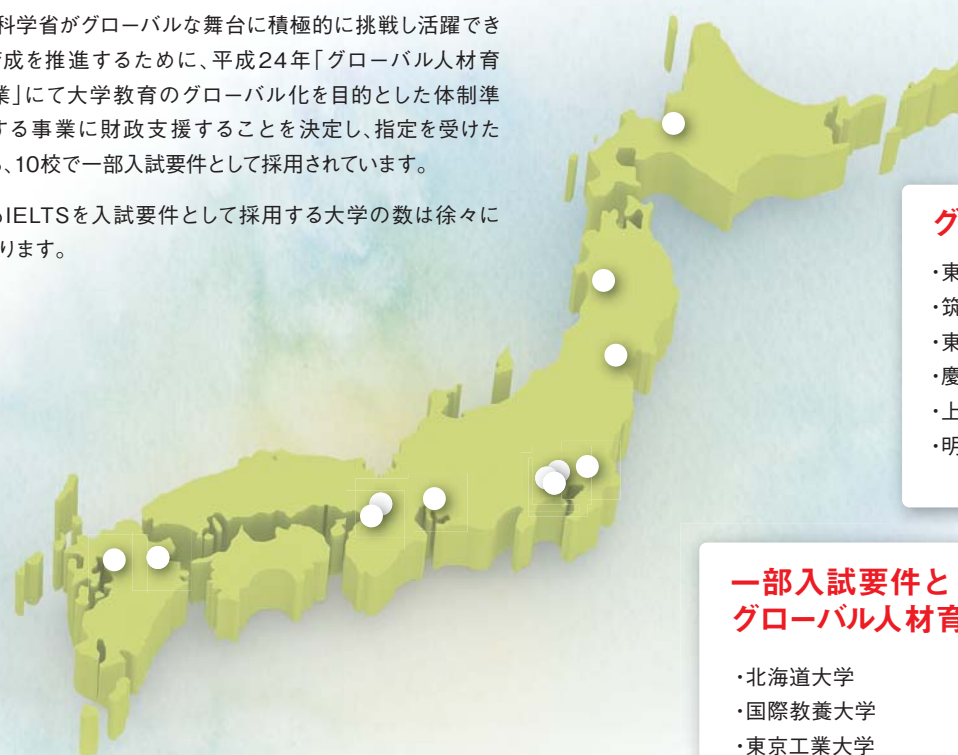 科学省がグローバルな舞台に積極的に挑戦し活躍でき
成を推進するために、平成24年「グローバル人材育
業」にて大学教育のグローバル化を目的とした体制準
する事業に財政支援することを決定し、指定を受けた
、10校で一部入試要件として採用されています。
IELTSを入試要件として採用する大学の数は徐々に
ります。
グ
・東
・筑
・東
・慶
・上
・明
一部入試要件と
グローバル人材育
・北海道大学
・国際教養大学
・東京工業大学